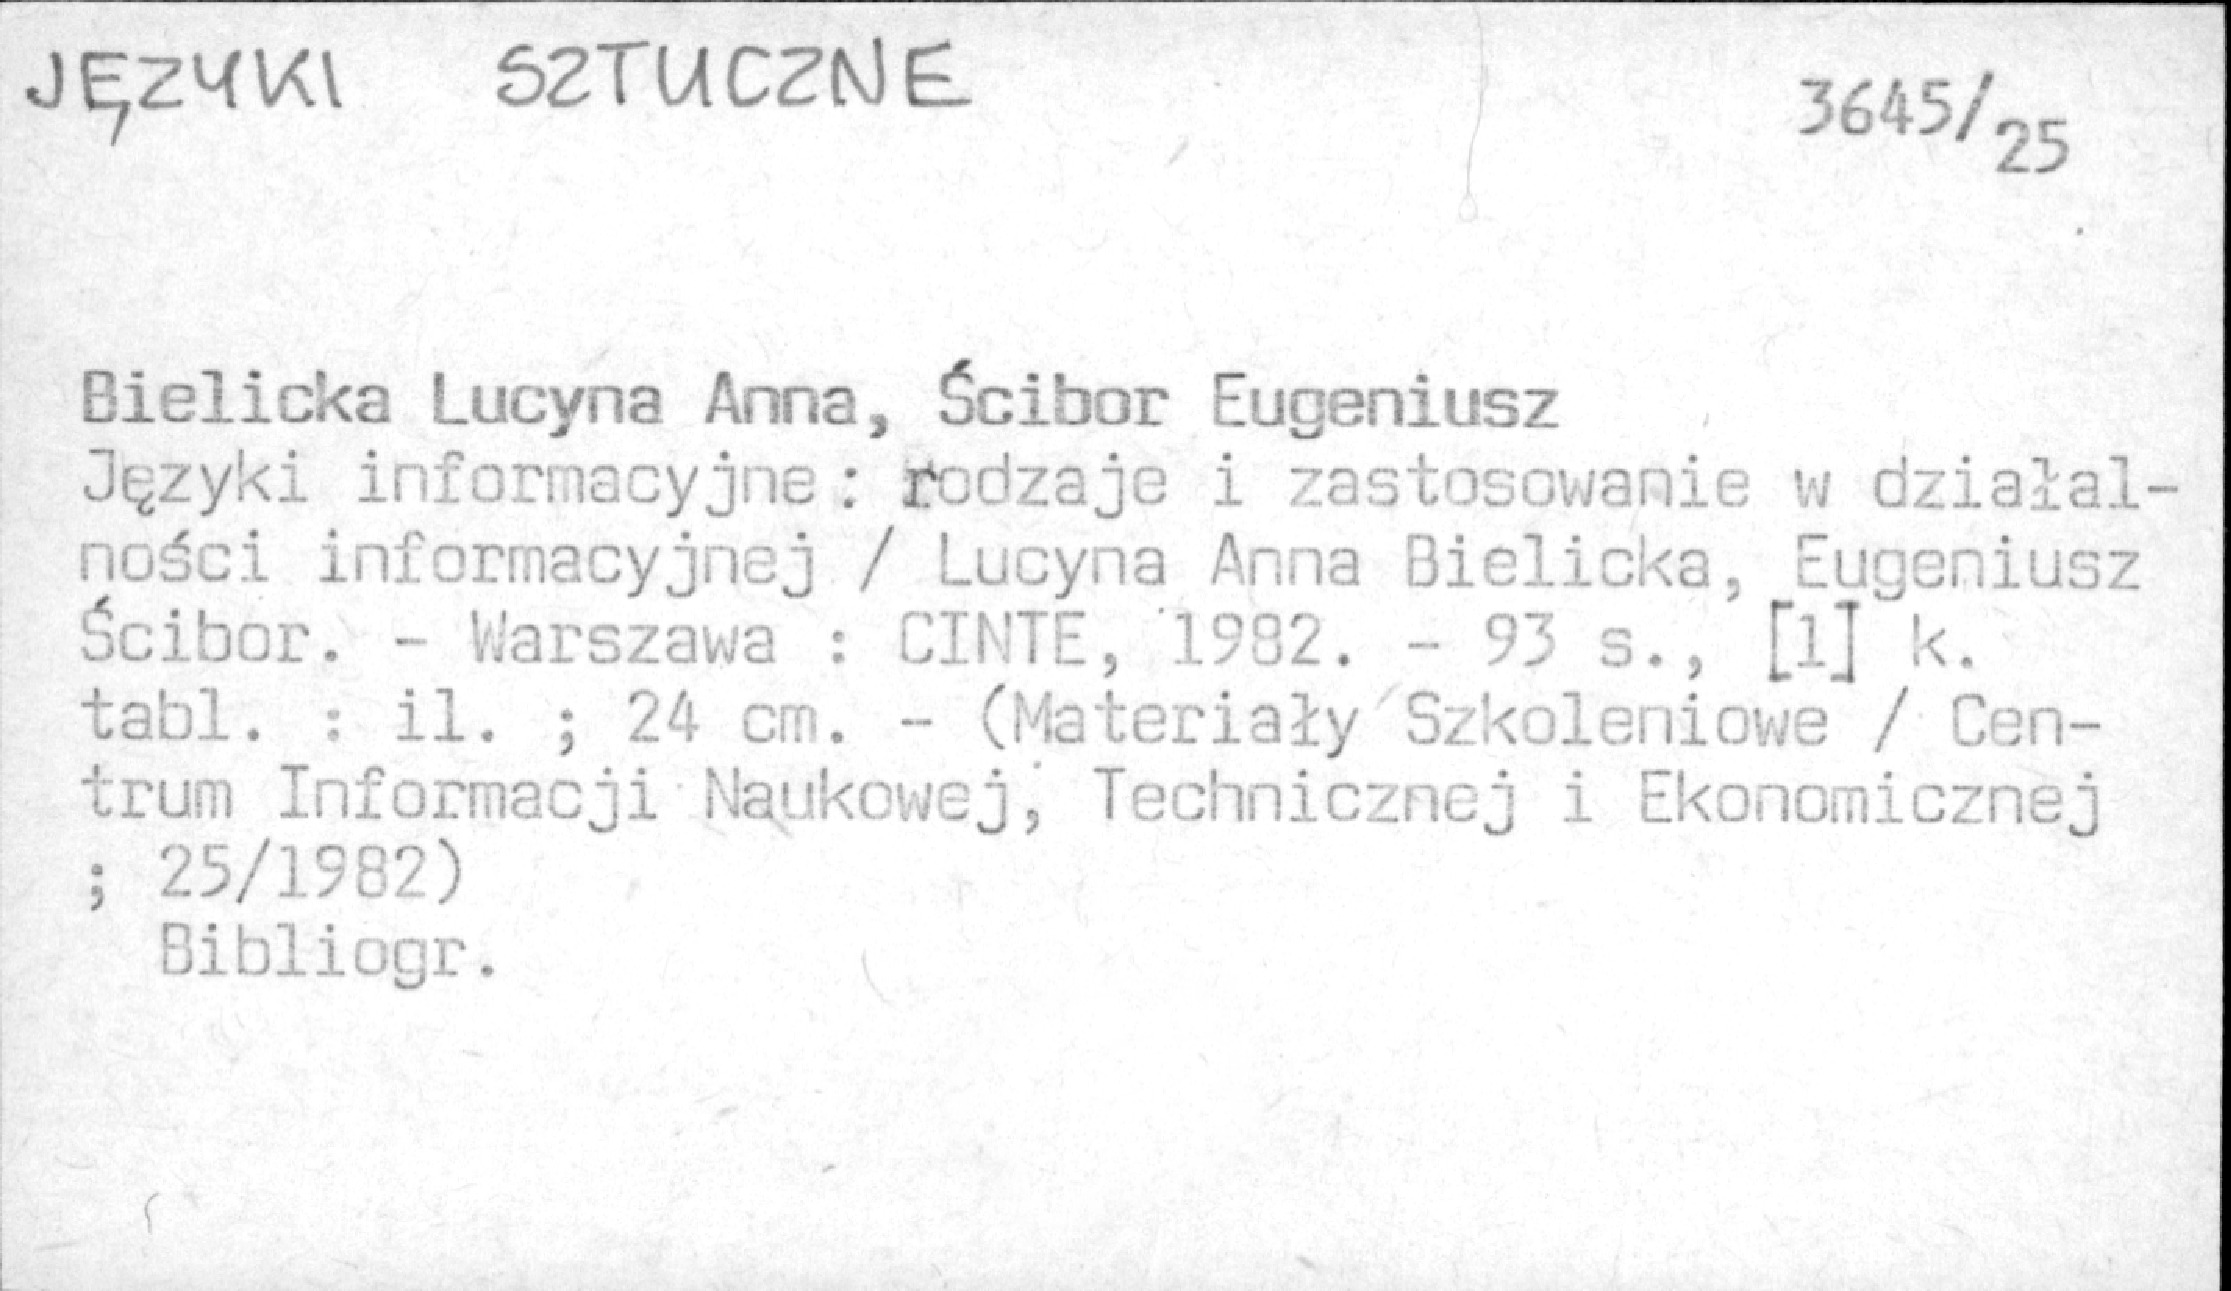 JĘZYKI SZTUCZNE
3645/25
Bielicka Lucyna Anna, Ścibor Eugeniusz
Języki informacyjne: rodzaje i zastosowanie w działal-
ności informacyjnej / Lucyna Anna Bielicka, Eugeniusz
Ścibor. - Warszawa : CINTE, 1982. - 93 s., [1] k.
tabl. : il. ; 24 cm. - (Materiały Szkoleniowe / Cen-
trum Informacji Naukowej, Technicznej i Ekonomicznej
; 25/1982)
Bibliogr.